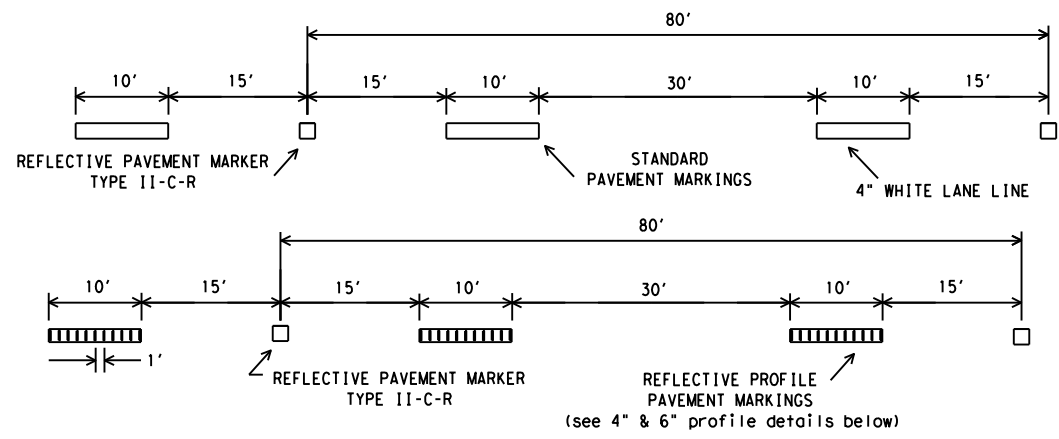 80'
10' 15' 15' 10' 30' 10' 15'
REFLECTIVE PAVEMENT MARKER
TYPE II-C-R
STANDARD
PAVEMENT MARKINGS
4" WHITE LANE LINE
80'
10' 15' 15' 10' 30' 10' 15'
1'
REFLECTIVE PAVEMENT MARKER
TYPE II-C-R
REFLECTIVE PROFILE
PAVEMENT MARKINGS
(see 4" & 6" profile details below)